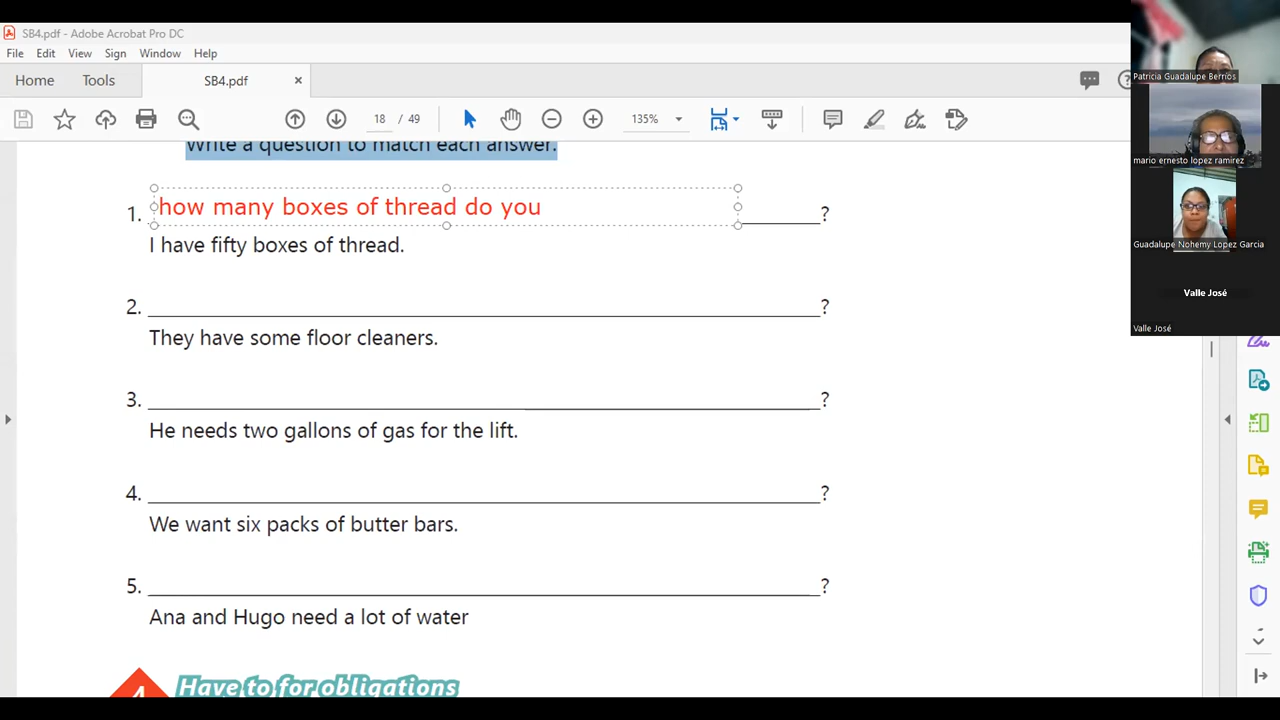 SB4.pdf - Adobe Acrobat Pro DC
File Edit View Sign Window Help
Home Tools SB4.pdf ×
18 / 49 135%
Write a question to match each answer.
1. how many boxes of thread do you ?
I have fifty boxes of thread.
2. ?
They have some floor cleaners.
3. ?
He needs two gallons of gas for the lift.
4. ?
We want six packs of butter bars.
5. ?
Ana and Hugo need a lot of water
4 Have to for obligations
Patricia Guadalupe Berrios
mario ernesto lopez ramirez
Guadalupe Nohemy Lopez Garcia
Valle José
Valle José